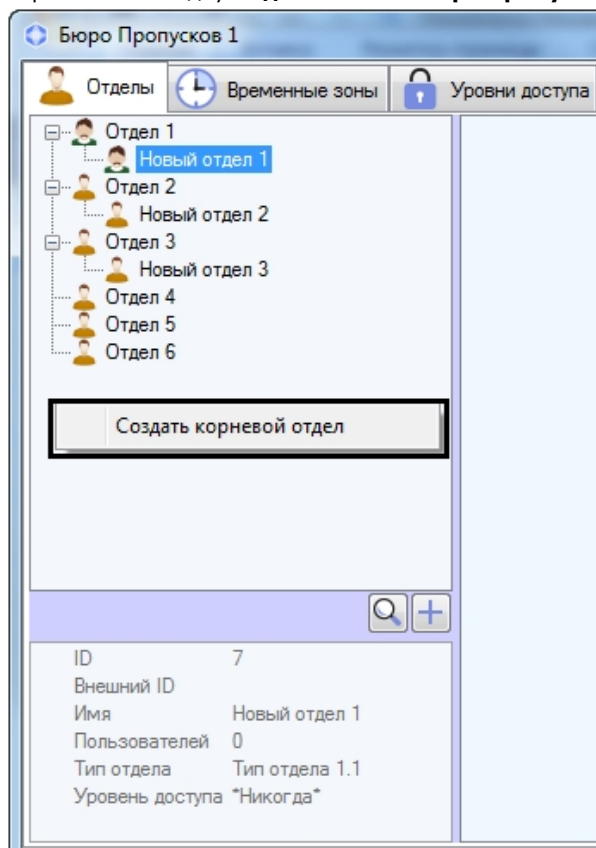 Бюро Пропусков 1
Отделы Временные зоны Уровни доступа
Отдел 1
Новый отдел 1
Отдел 2
Новый отдел 2
Отдел 3
Новый отдел 3
Отдел 4
Отдел 5
Отдел 6
Создать корневой отдел
ID 7
Внешний ID
Имя Новый отдел 1
Пользователей 0
Тип отдела Тип отдела 1.1
Уровень доступа *Никогда*